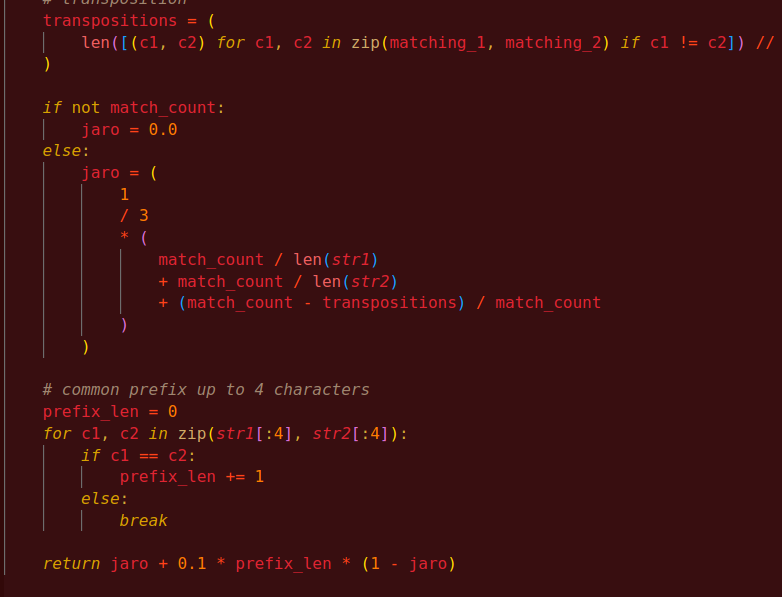 # transposition
transpositions = (
    len([(c1, c2) for c1, c2 in zip(matching_1, matching_2) if c1 != c2]) //
)

if not match_count:
    jaro = 0.0
else:
    jaro = (
        1
        / 3
        * (
            match_count / len(str1)
            + match_count / len(str2)
            + (match_count - transpositions) / match_count
        )
    )

# common prefix up to 4 characters
prefix_len = 0
for c1, c2 in zip(str1[:4], str2[:4]):
    if c1 == c2:
        prefix_len += 1
    else:
        break

return jaro + 0.1 * prefix_len * (1 - jaro)